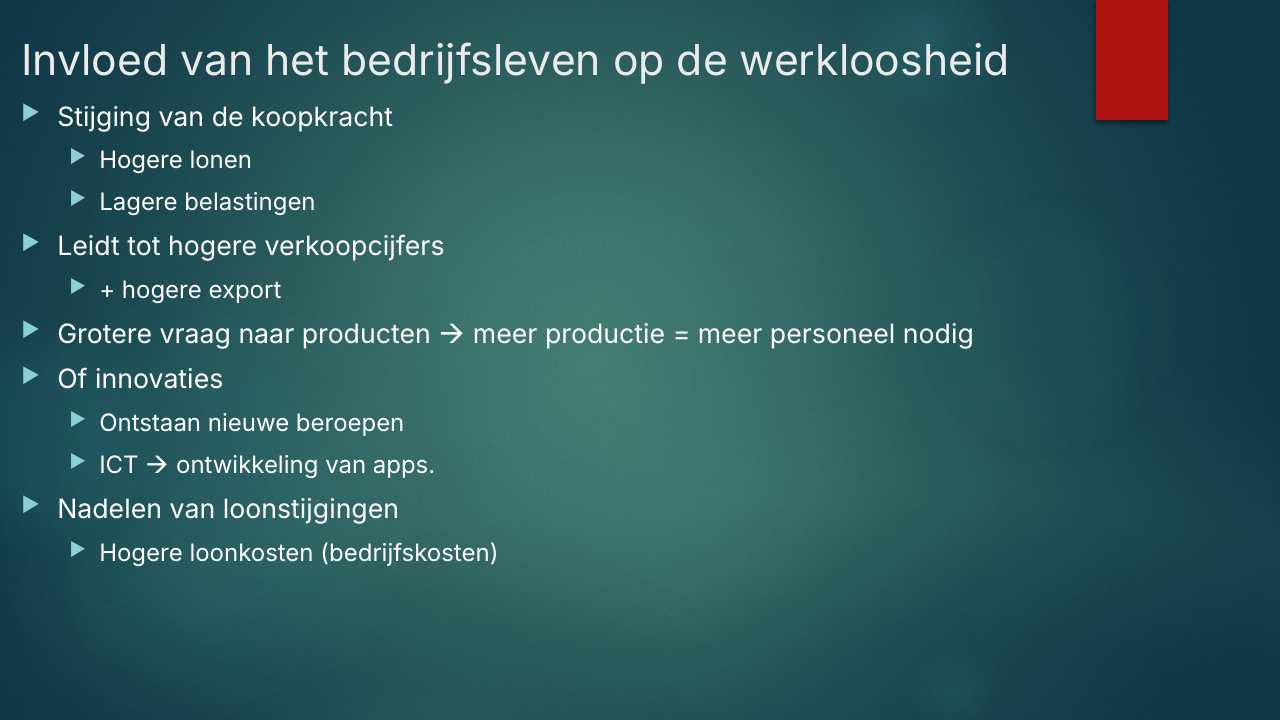 Invloed van het bedrijfsleven op de werkloosheid
Stijging van de koopkracht
Hogere lonen
Lagere belastingen
Leidt tot hogere verkoopcijfers
+ hogere export
Grotere vraag naar producten → meer productie = meer personeel nodig
Of innovaties
Ontstaan nieuwe beroepen
ICT → ontwikkeling van apps.
Nadelen van loonstijgingen
Hogere loonkosten (bedrijfskosten)